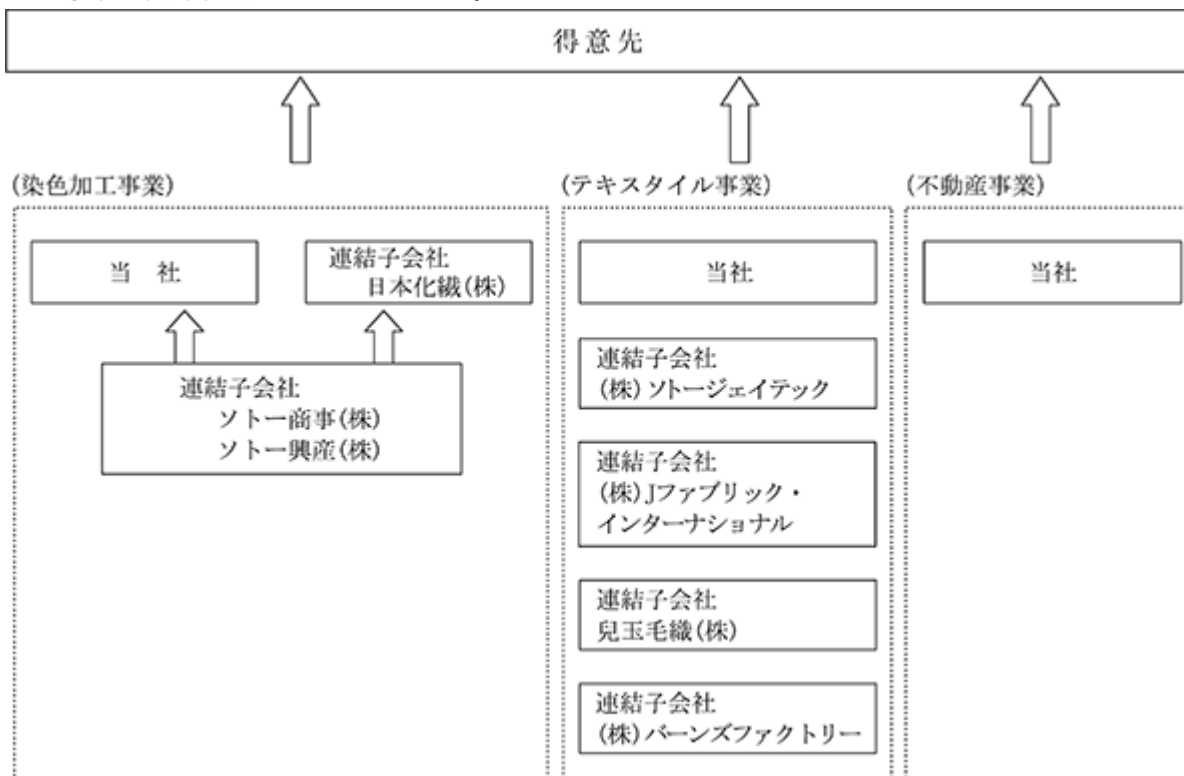 得意先
(染色加工事業)
(テキスタイル事業)
(不動産事業)
当 社
連結子会社
日本化繊(株)
連結子会社
ソトー商事(株)
ソトー興産(株)
当社
連結子会社
(株)ソトージェイテック
連結子会社
(株)Jファブリック・
インターナショナル
連結子会社
兒玉毛織(株)
連結子会社
(株)バーンズファクトリー
当社